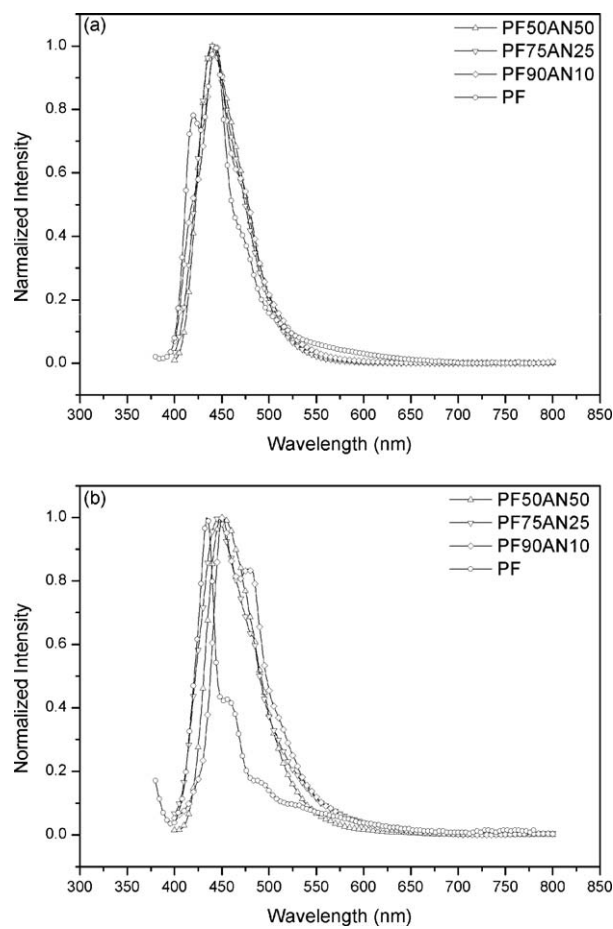 (a)
PF50AN50
PF75AN25
PF90AN10
PF
1.0
0.8
0.6
0.4
0.2
0.0
Narmalized Intensity
300 350 400 450 500 550 600 650 700 750 800 850
Wavelength (nm)
(b)
PF50AN50
PF75AN25
PF90AN10
PF
1.0
0.8
0.6
0.4
0.2
0.0
Normalized Intensity
300 350 400 450 500 550 600 650 700 750 800 850
Wavelength (nm)